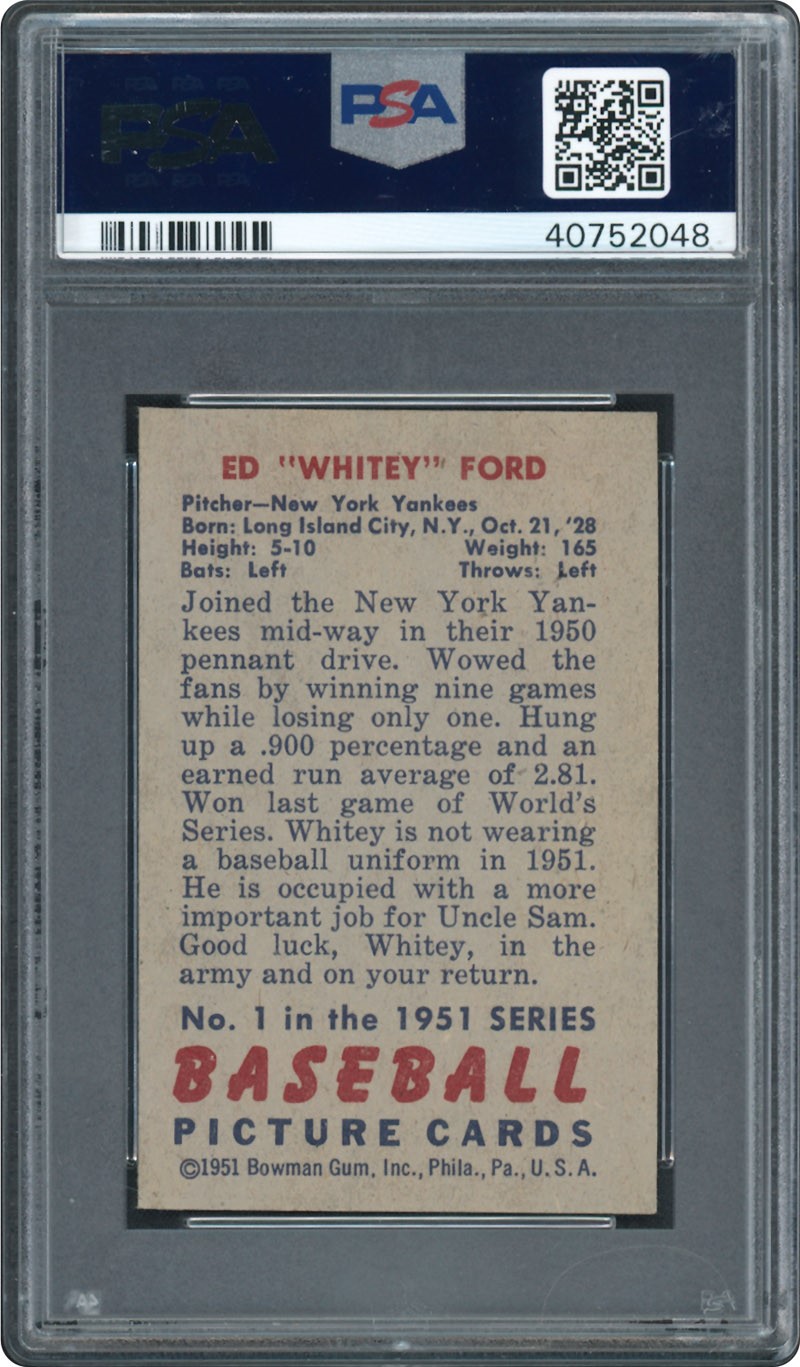 PSA
PSA
40752048
ED "WHITEY" FORD
Pitcher—New York Yankees
Born: Long Island City, N.Y., Oct. 21, '28
Height: 5-10 Weight: 165
Bats: Left Throws: Left
Joined the New York Yan-
kees mid-way in their 1950
pennant drive. Wowed the
fans by winning nine games
while losing only one. Hung
up a .900 percentage and an
earned run average of 2.81.
Won last game of World's
Series. Whitey is not wearing
a baseball uniform in 1951.
He is occupied with a more
important job for Uncle Sam.
Good luck, Whitey, in the
army and on your return.
No. 1 in the 1951 SERIES
BASEBALL
PICTURE CARDS
©1951 Bowman Gum, Inc., Phila., Pa., U.S.A.
PSA